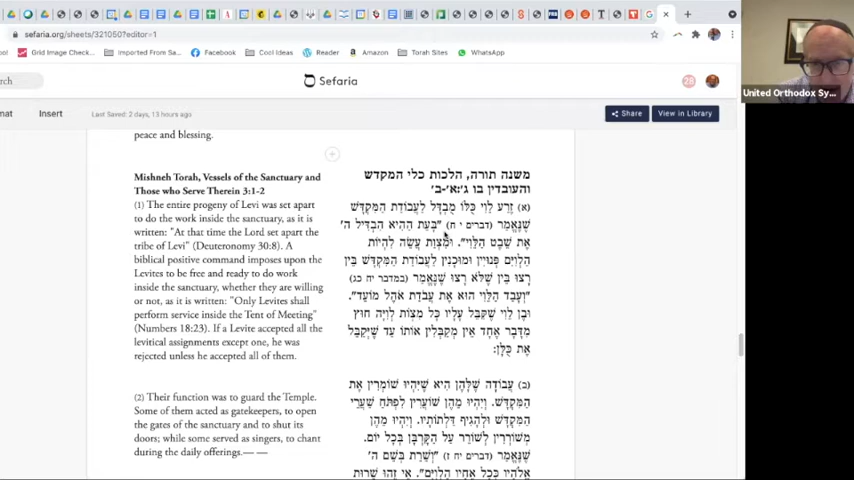 sefaria.org/sheets/321050?editor=1
Grid Image Check...
Imported From Sa...
Facebook
Cool Ideas
Reader
Amazon
Torah Sites
WhatsApp
rch
Sefaria
28
United Orthodox Sy...
mat
Insert
Last Saved: 2 days, 13 hours ago
Share
View in Library
peace and blessing.
Mishneh Torah, Vessels of the Sanctuary and
Those who Serve Therein 3:1-2
(1) The entire progeny of Levi was set apart
to do the work inside the sanctuary, as it is
written: "At that time the Lord set apart the
tribe of Levi" (Deuteronomy 30:8). A
biblical positive command imposes upon the
Levites to be free and ready to do work
inside the sanctuary, whether they are willing
or not, as it is written: "Only Levites shall
perform service inside the Tent of Meeting"
(Numbers 18:23). If a Levite accepted all the
levitical assignments except one, he was
rejected unless he accepted all of them.
(2) Their function was to guard the Temple.
Some of them acted as gatekeepers, to open
the gates of the sanctuary and to shut its
doors; while some served as singers, to chant
during the daily offerings.— —
משנה תורה, הלכות כלי המקדש
והעובדין בו ג׳:א׳-ב׳
(א) זֶרַע לֵוִי כֻּלּוֹ מֻבְדָּל לַעֲבוֹדַת הַמִּקְדָּשׁ
שֶׁנֶּאֱמַר (דברים י ח) "בָּעֵת הַהִיא הִבְדִּיל ה'
אֶת שֵׁבֶט הַלֵּוִי". וּמִצְוַת עֲשֵׂה לִהְיוֹת
הַלְוִיִּם פְּנוּיִין וּמוּכָנִין לַעֲבוֹדַת הַמִּקְדָּשׁ בֵּין
רָצוּ בֵּין שֶׁלֹּא רָצוּ שֶׁנֶּאֱמַר (במדבר יח כג)
"וְעָבַד הַלֵּוִי הוּא אֶת עֲבֹדַת אֹהֶל מוֹעֵד".
וּבֶן לֵוִי שֶׁקִּבֵּל עָלָיו כָּל מִצְוֹת לְוִיָּה חוּץ
מִדָּבָר אֶחָד אֵין מְקַבְּלִין אוֹתוֹ עַד שֶׁיְּקַבֵּל
אֶת כֻּלָּן:
(ב) עֲבוֹדָה שֶׁלָּהֶן הִיא שֶׁיִּהְיוּ שׁוֹמְרִין אֶת
הַמִּקְדָּשׁ. וְיִהְיוּ מֵהֶן שׁוֹעֲרִין לִפְתֹּחַ שַׁעֲרֵי
הַמִּקְדָּשׁ וּלְהָגִיף דַּלְתוֹתָיו. וְיִהְיוּ מֵהֶן
מְשׁוֹרְרִין לְשׁוֹרֵר עַל הַקָּרְבָּן בְּכָל יוֹם.
שֶׁנֶּאֱמַר (דברים יח ז) "וְשֵׁרֵת בְּשֵׁם ה'
אֱלֹהָיו כְּכָל אֶחָיו הַלְוִיִּם". אֵי זֶהוּ שֵׁרוּת